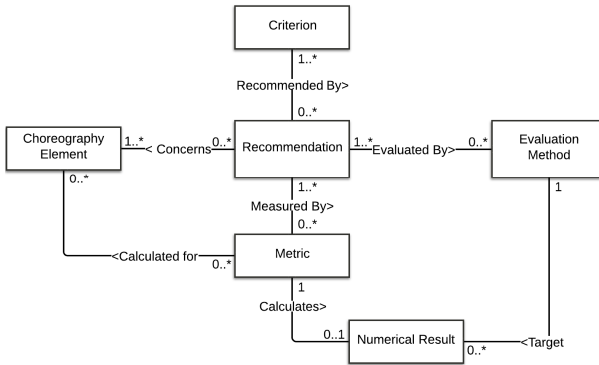 Criterion
1..*
Recommended By>
0..*
Choreography
Element
1..*
< Concerns
0..*
Recommendation
1..*
Evaluated By>
0..*
Evaluation
Method
0..*
1..*
1
Measured By>
0..*
<Calculated for
0..*
Metric
1
Calculates>
0..1
Numerical Result
0..*
<Target